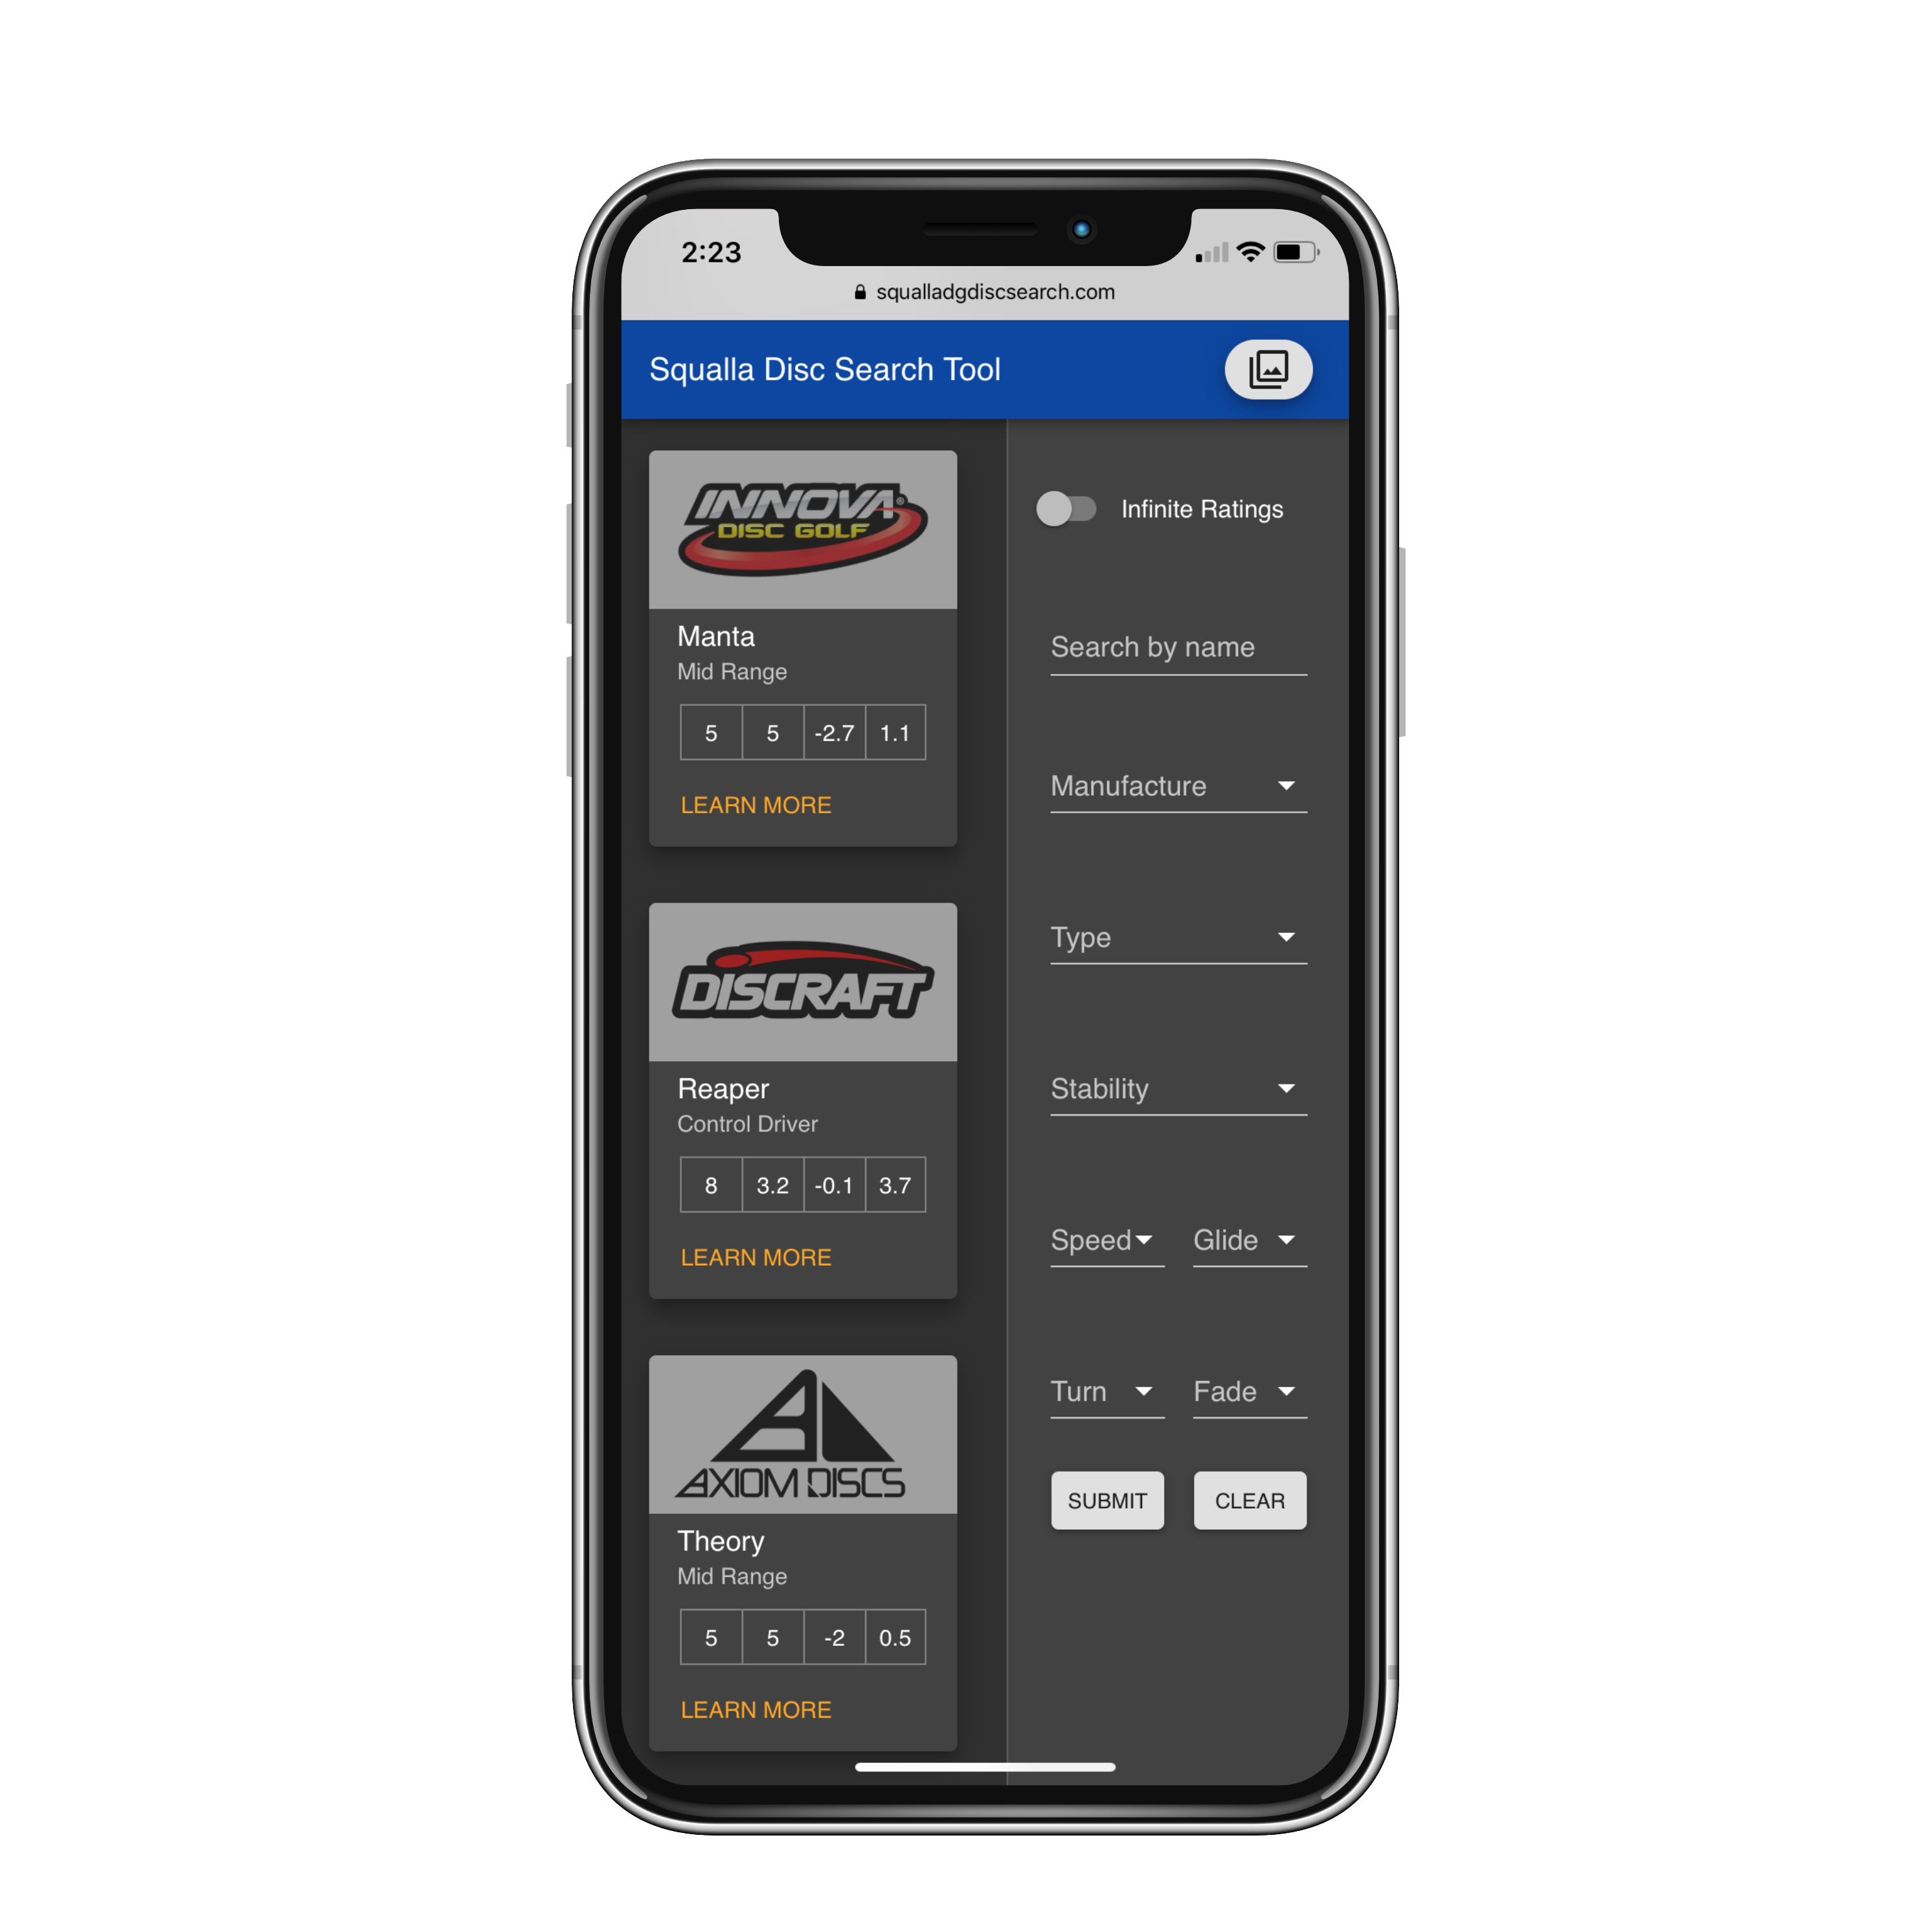 2:23
squalladgdiscsearch.com
Squalla Disc Search Tool
INNOVA®
DISC GOLF
Manta
Mid Range
5 5 -2.7 1.1
LEARN MORE
DISCRAFT
Reaper
Control Driver
8 3.2 -0.1 3.7
LEARN MORE
AXIOM DISCS
Theory
Mid Range
5 5 -2 0.5
LEARN MORE
Infinite Ratings
Search by name
Manufacture
Type
Stability
Speed Glide
Turn Fade
SUBMIT CLEAR